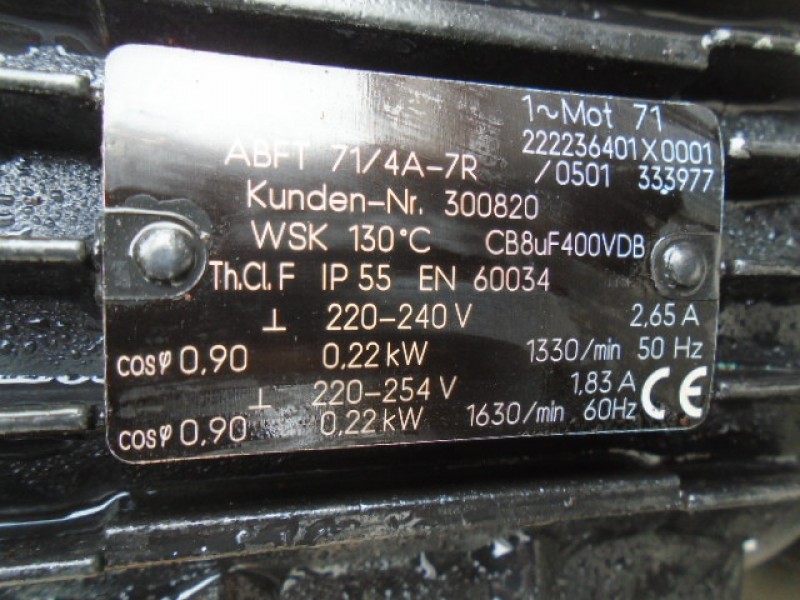 1~Mot 71
222236401X0001
ABFT 71/4A-7R /0501 333977
Kunden-Nr. 300820
WSK 130°C CB8uF400VDB
Th.Cl.F IP 55 EN 60034
⊥ 220-240 V 2,65 A
cosφ 0,90 0,22 kW 1330/min 50 Hz
⊥ 220-254 V 1,83 A
cosφ 0,90 0,22 kW 1630/min 60Hz
CE